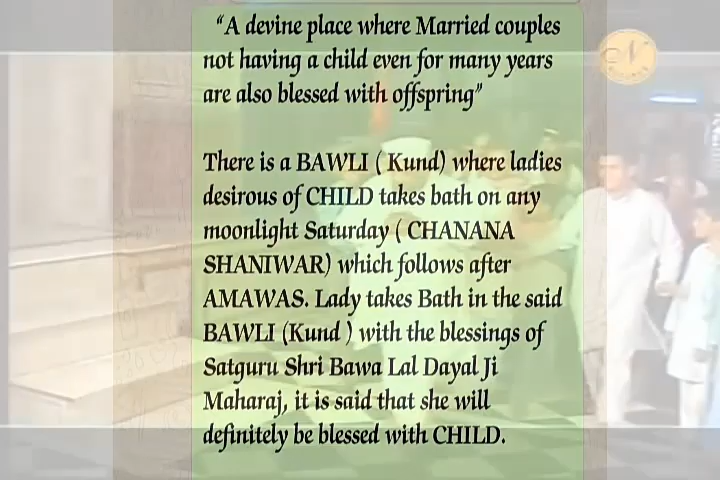 “A devine place where Married couples
not having a child even for many years
are also blessed with offspring”
There is a BAWLI ( Kund) where ladies
desirous of CHILD takes bath on any
moonlight Saturday ( CHANANA
SHANIWAR) which follows after
AMAWAS. Lady takes Bath in the said
BAWLI (Kund ) with the blessings of
Satguru Shri Bawa Lal Dayal Ji
Maharaj, it is said that she will
definitely be blessed with CHILD.